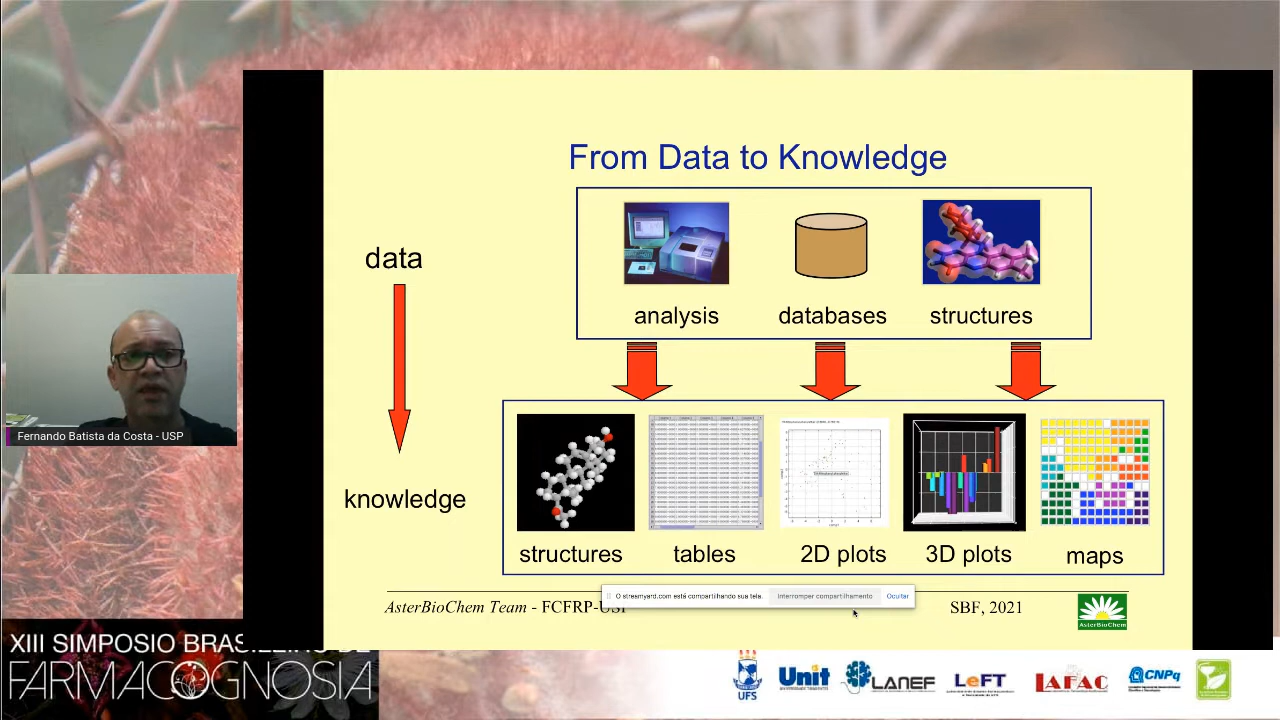 From Data to Knowledge
data
analysis databases structures
knowledge
structures tables 2D plots 3D plots maps
O streamyard.com está compartilhando sua tela. Interromper compartilhamento Ocultar
AsterBioChem Team - FCFRP-USP
SBF, 2021
AsterBioChem
Fernando Batista da Costa - USP
XIII SIMPOSIO BRASILEIRO DE
FARMACOGNOSIA
UFS
Unit
LANEF
LeFT
LAFAC
CNPq